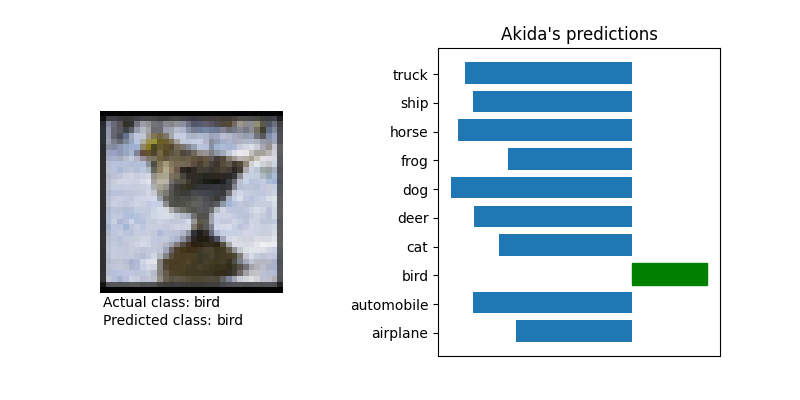 Akida's predictions
truck
ship
horse
frog
dog
deer
cat
bird
automobile
airplane
Actual class: bird
Predicted class: bird